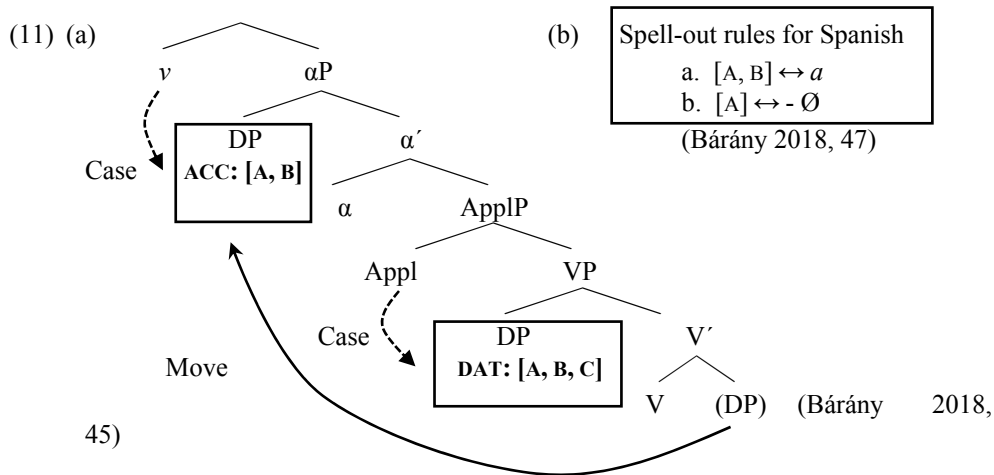 (11) (a)
(b)
Spell-out rules for Spanish
a. [A, B] ↔ a
b. [A] ↔ - Ø
(Bárány 2018, 47)
v
αP
DP
ACC: [A, B]
α´
Case
α
ApplP
Appl
VP
Case
DP
DAT: [A, B, C]
V´
Move
V
(DP) (Bárány 2018,
45)